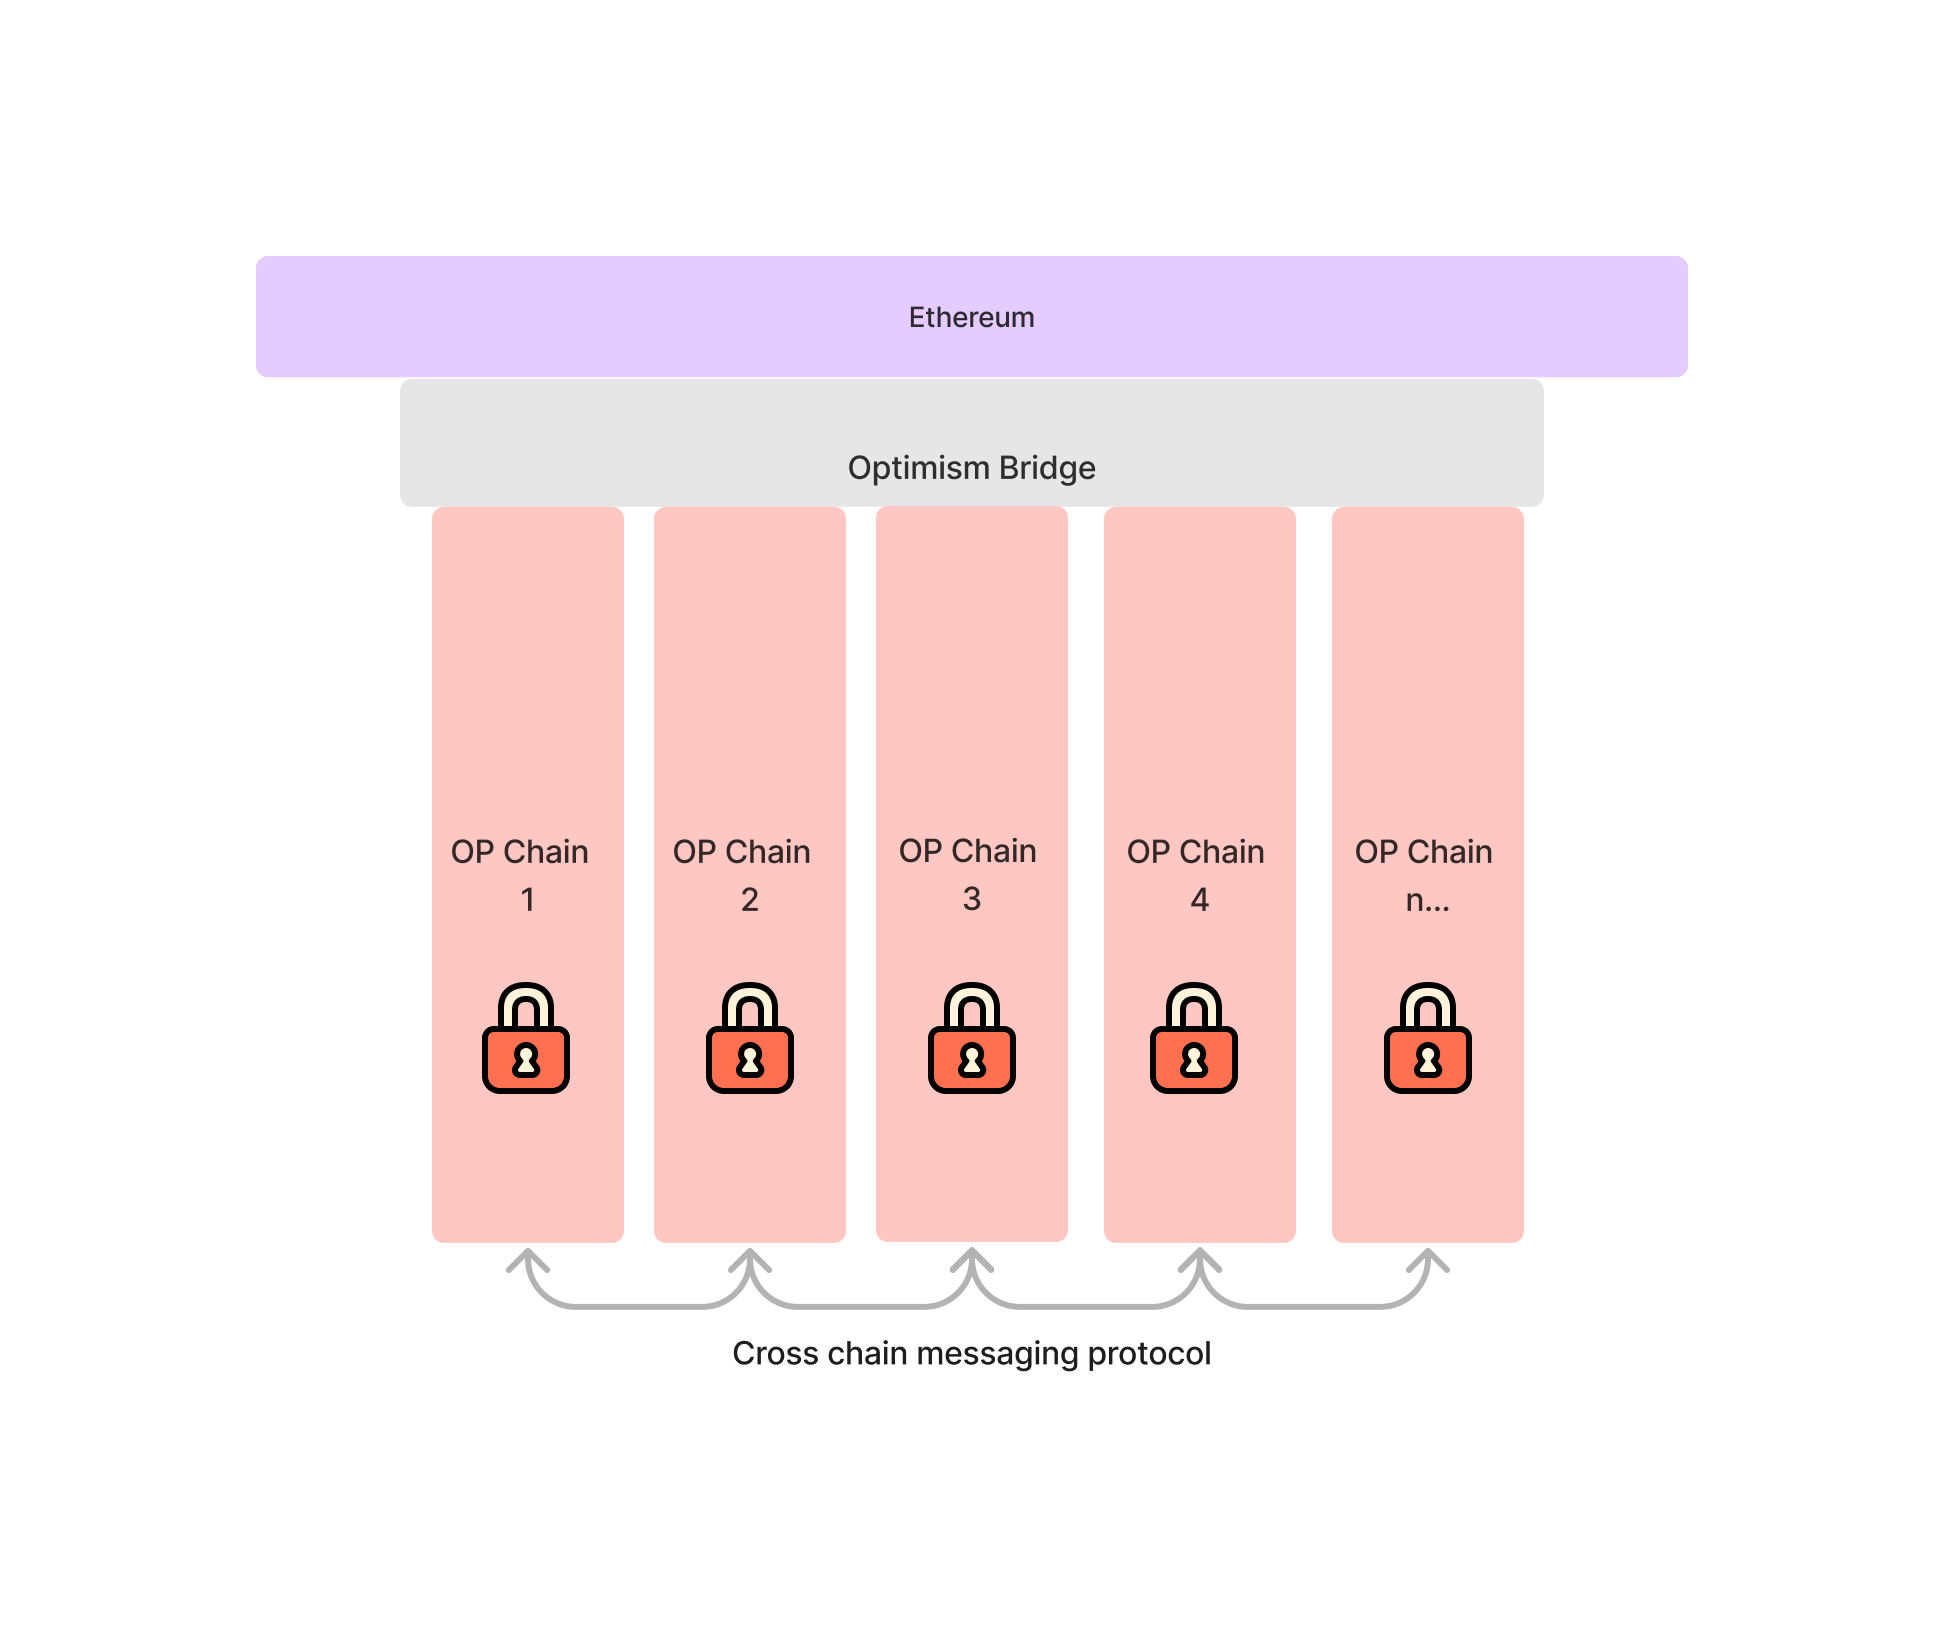 Ethereum
Optimism Bridge
OP Chain
1
OP Chain
2
OP Chain
3
OP Chain
4
OP Chain
n...
Cross chain messaging protocol